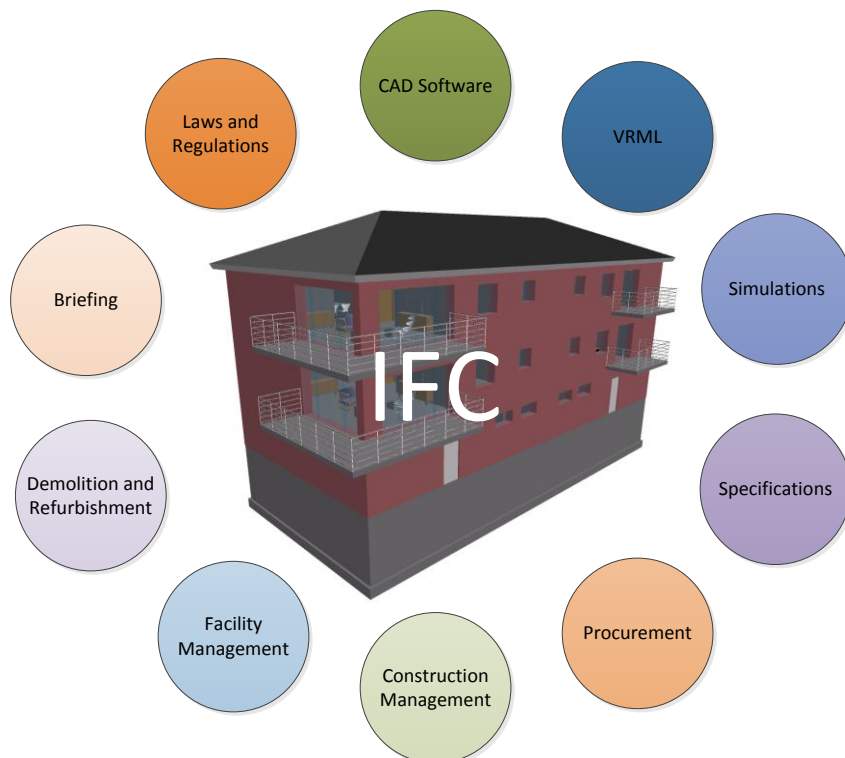 CAD Software
Laws and
Regulations
VRML
Briefing
Simulations
IFC
Demolition and
Refurbishment
Specifications
Facility
Management
Procurement
Construction
Management